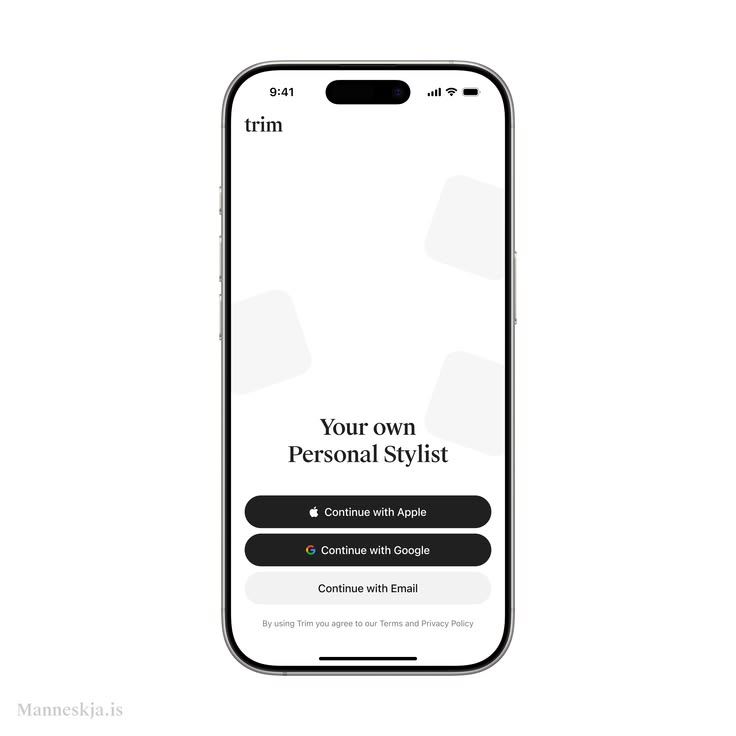 9:41
trim
Your own
Personal Stylist
Continue with Apple
Continue with Google
Continue with Email
By using Trim you agree to our Terms and Privacy Policy
Manneskja.is